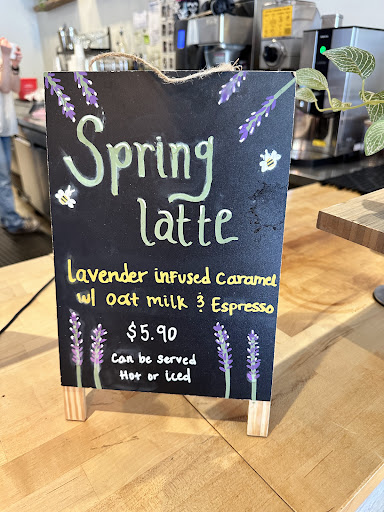 Spring
latte
Lavender infused Caramel
w/ oat milk & Espresso
$5.90
Can be served
Hot or iced